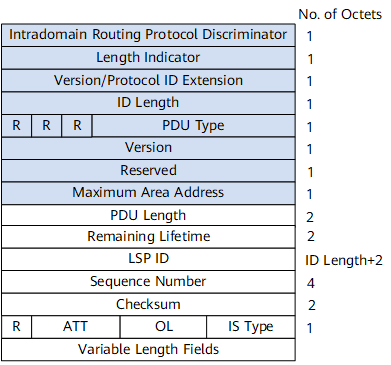 No. of Octets
Intradomain Routing Protocol Discriminator 1
Length Indicator 1
Version/Protocol ID Extension 1
ID Length 1
R R R PDU Type 1
Version 1
Reserved 1
Maximum Area Address 1
PDU Length 2
Remaining Lifetime 2
LSP ID ID Length+2
Sequence Number 4
Checksum 2
R ATT OL IS Type 1
Variable Length Fields